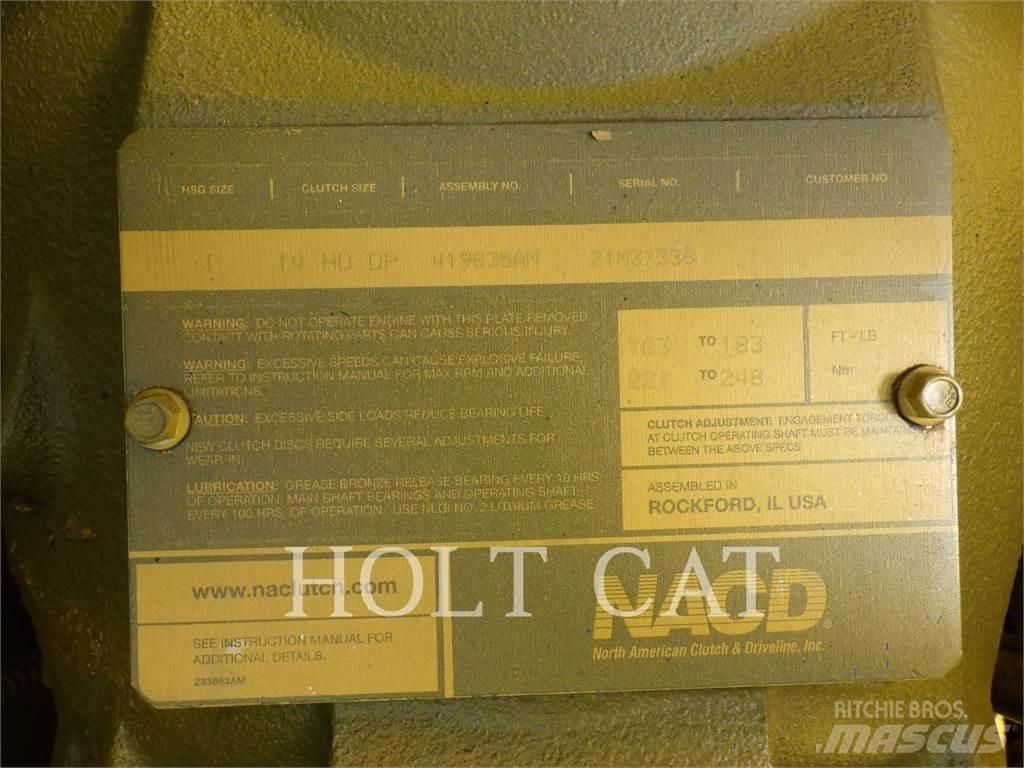 HSG SIZE | CLUTCH SIZE | ASSEMBLY NO. | SERIAL NO. | CUSTOMER NO.
1 14 HD DP 419835AM 21M37336
WARNING: DO NOT OPERATE ENGINE WITH THIS PLATE REMOVED.
CONTACT WITH ROTATING PARTS CAN CAUSE SERIOUS INJURY.
WARNING: EXCESSIVE SPEEDS CAN CAUSE EXPLOSIVE FAILURE,
REFER TO INSTRUCTION MANUAL FOR MAX RPM AND ADDITIONAL
LIMITATIONS.
CAUTION: EXCESSIVE SIDE LOADS REDUCE BEARING LIFE.
NEW CLUTCH DISCS REQUIRE SEVERAL ADJUSTMENTS FOR
WEAR-IN.
LUBRICATION: GREASE BRONZE RELEASE BEARING EVERY 10 HRS.
OF OPERATION. MAIN SHAFT BEARINGS AND OPERATING SHAFT
EVERY 100 HRS. OF OPERATION. USE NLGI NO. 2 LITHIUM GREASE.
163 TO 183 FT - LB
221 TO 248 Nm
CLUTCH ADJUSTMENT: ENGAGEMENT TORQUE
AT CLUTCH OPERATING SHAFT MUST BE MAINTAINED
BETWEEN THE ABOVE SPECS.
ASSEMBLED IN
ROCKFORD, IL USA
www.naclutch.com
SEE INSTRUCTION MANUAL FOR
ADDITIONAL DETAILS.
233863AM
NACD®
North American Clutch & Driveline, Inc.
HOLT CAT
RITCHIE BROS.
MASCUS